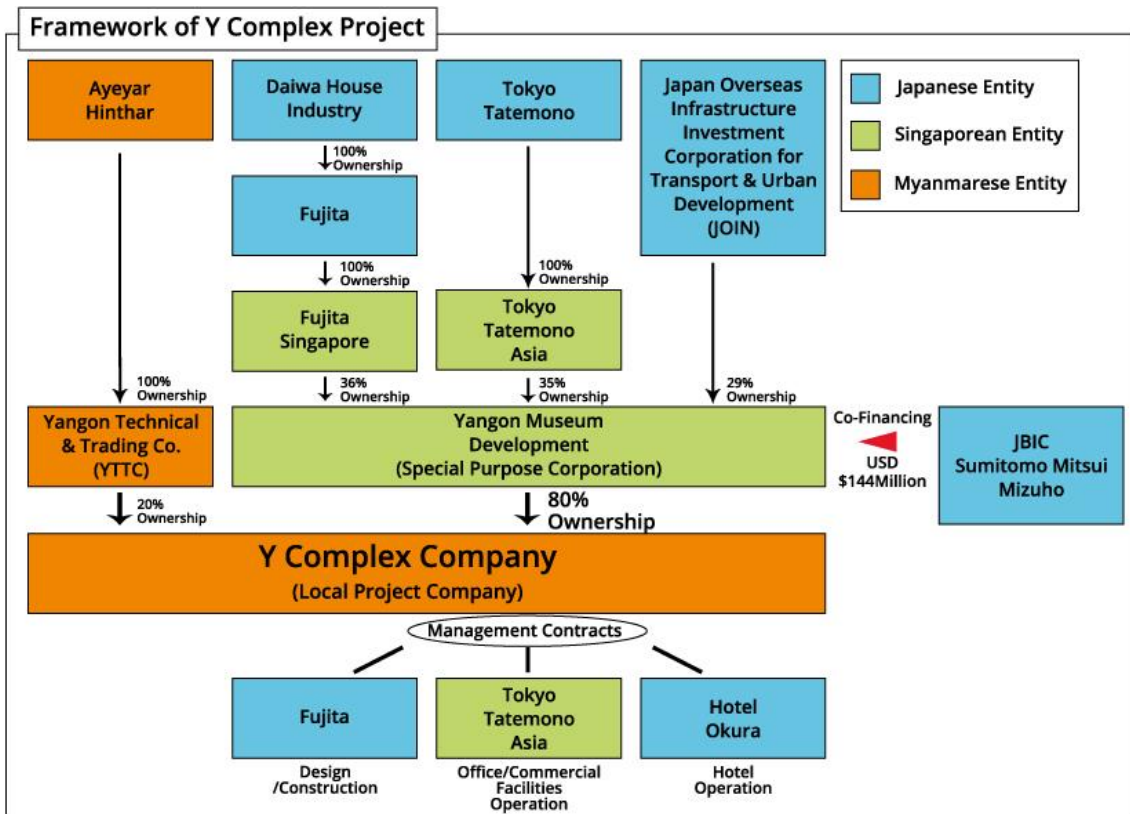 Framework of Y Complex Project
Ayeyar
Hinthar
Daiwa House
Industry
Tokyo
Tatemono
Japan Overseas
Infrastructure
Investment
Corporation for
Transport & Urban
Development
(JOIN)
Japanese Entity
Singaporean Entity
Myanmarese Entity
100%
Ownership
Fujita
100%
Ownership
100%
Ownership
Fujita
Singapore
Tokyo
Tatemono
Asia
100%
Ownership
36%
Ownership
35%
Ownership
29%
Ownership
Yangon Technical
& Trading Co.
(YTTC)
Yangon Museum
Development
(Special Purpose Corporation)
Co-Financing
USD
$144Million
JBIC
Sumitomo Mitsui
Mizuho
20%
Ownership
80%
Ownership
Y Complex Company
(Local Project Company)
Management Contracts
Fujita
Tokyo
Tatemono
Asia
Hotel
Okura
Design
/Construction
Office/Commercial
Facilities
Operation
Hotel
Operation